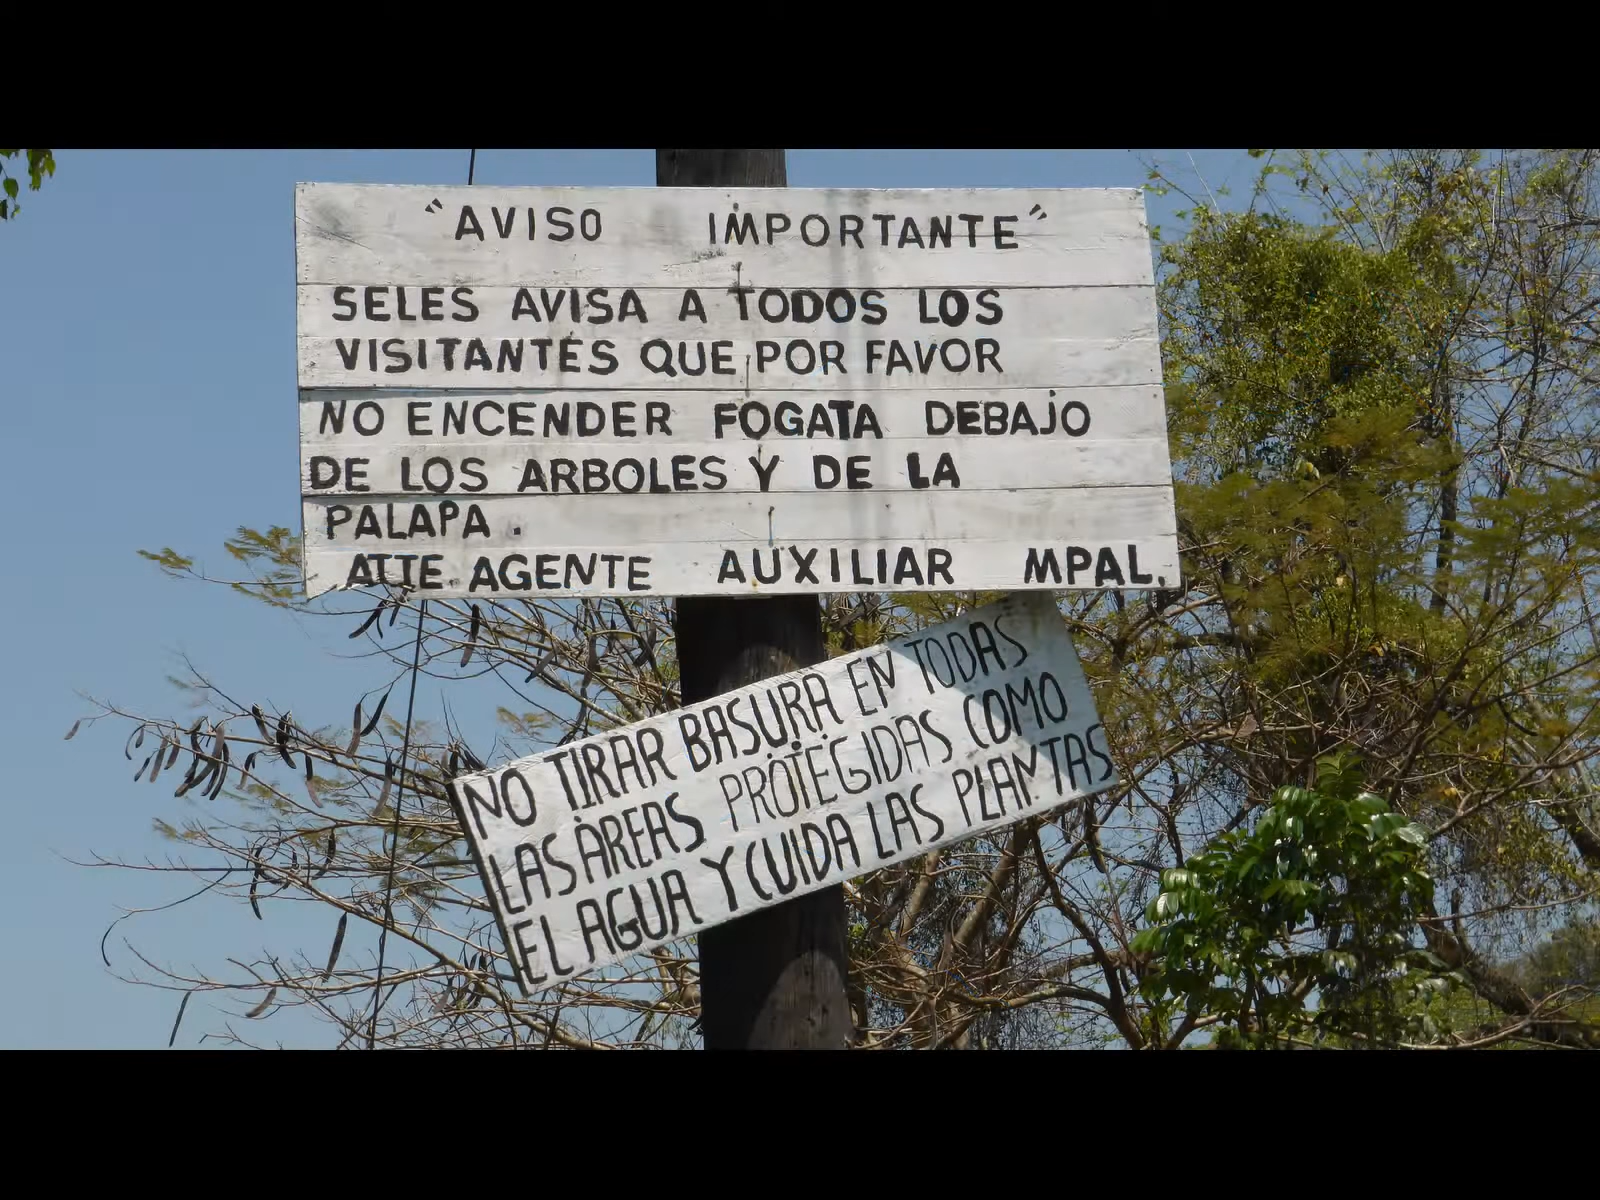 "AVISO IMPORTANTE"
SELES AVISA A TODOS LOS
VISITANTES QUE POR FAVOR
NO ENCENDER FOGATA DEBAJO
DE LOS ARBOLES Y DE LA
PALAPA.
ATTE. AGENTE AUXILIAR MPAL.
NO TIRAR BASURA EN TODAS
LAS ÀREAS PROTEGIDAS COMO
EL AGUA Y CUIDA LAS PLANTAS